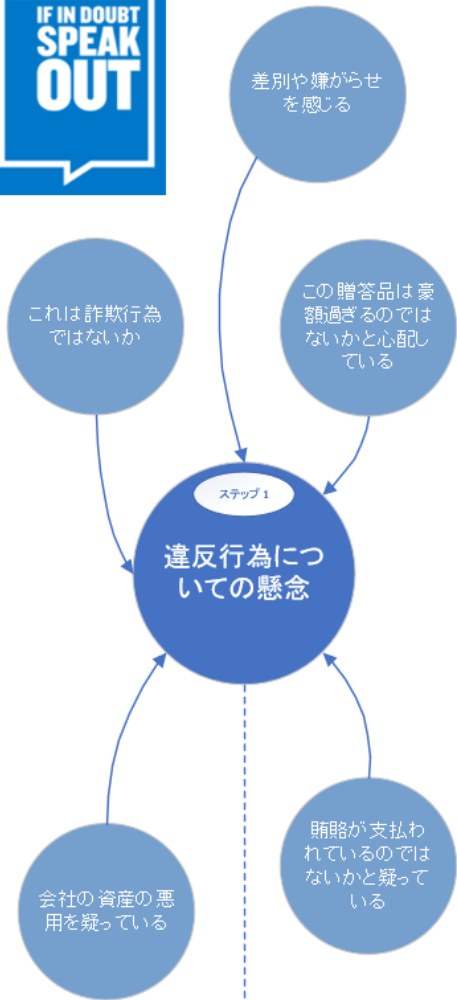 IF IN DOUBT
SPEAK
OUT
差別や嫌がらせ
を感じる
これは詐欺行為
ではないか
この贈答品は豪
額過ぎるのでは
ないかと心配し
ている
ステップ 1
違反行為につ
いての懸念
賄賂が支払わ
れているのでは
ないかと疑って
いる
会社の資産の悪
用を疑っている